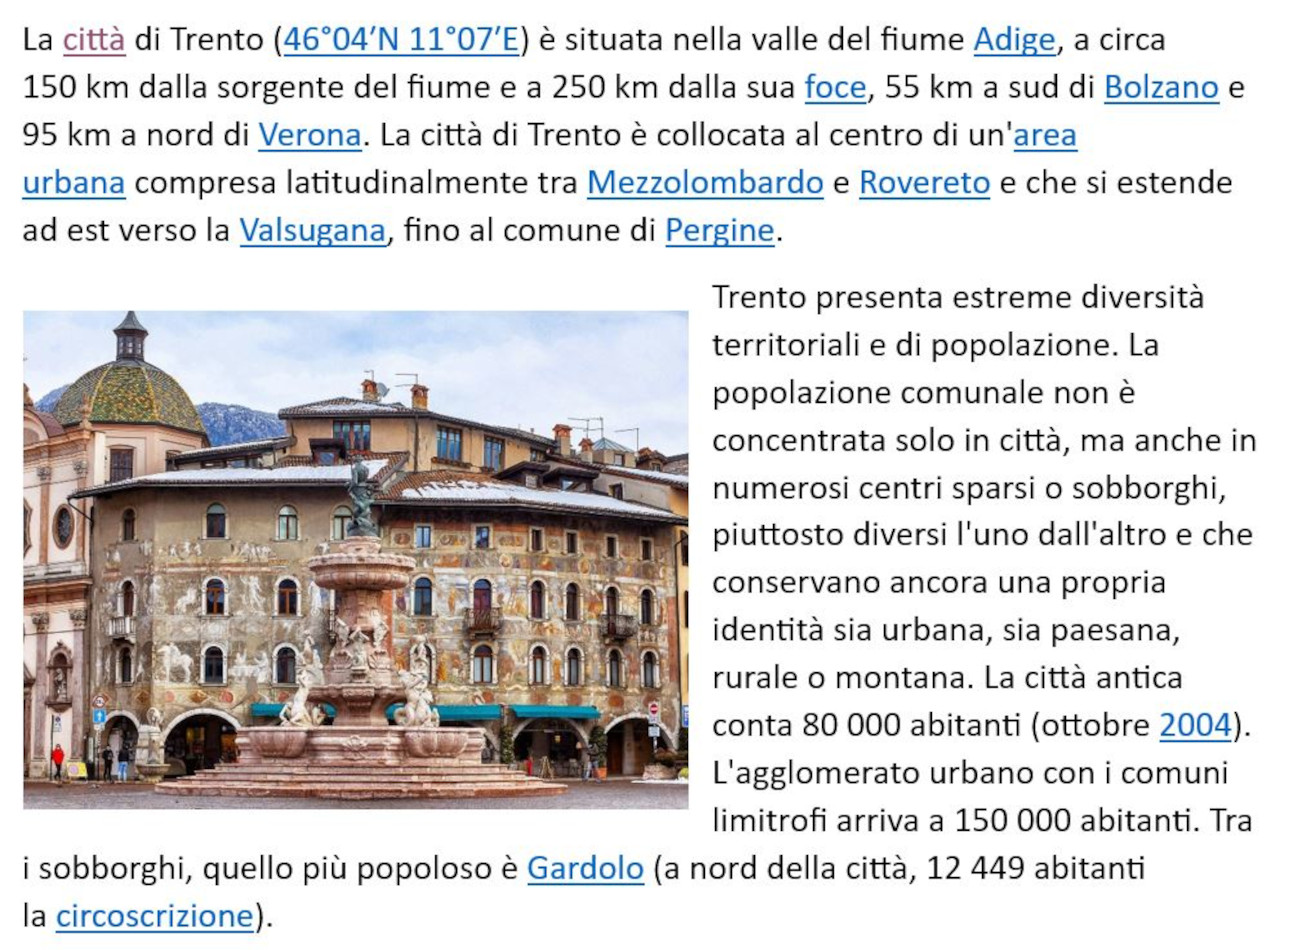 La città di Trento (46°04′N 11°07′E) è situata nella valle del fiume Adige, a circa
150 km dalla sorgente del fiume e a 250 km dalla sua foce, 55 km a sud di Bolzano e
95 km a nord di Verona. La città di Trento è collocata al centro di un'area
urbana compresa latitudinalmente tra Mezzolombardo e Rovereto e che si estende
ad est verso la Valsugana, fino al comune di Pergine.
Trento presenta estreme diversità
territoriali e di popolazione. La
popolazione comunale non è
concentrata solo in città, ma anche in
numerosi centri sparsi o sobborghi,
piuttosto diversi l'uno dall'altro e che
conservano ancora una propria
identità sia urbana, sia paesana,
rurale o montana. La città antica
conta 80 000 abitanti (ottobre 2004).
L'agglomerato urbano con i comuni
limitrofi arriva a 150 000 abitanti. Tra
i sobborghi, quello più popoloso è Gardolo (a nord della città, 12 449 abitanti
la circoscrizione).